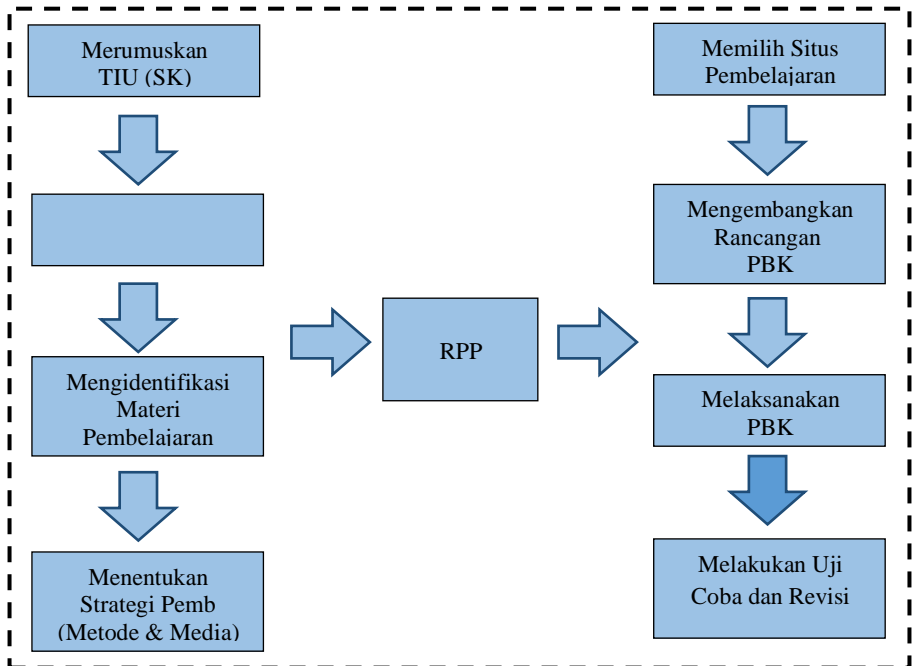 Merumuskan
TIU (SK)
Mengidentifikasi
Materi
Pembelajaran
Menentukan
Strategi Pemb
(Metode & Media)
RPP
Memilih Situs
Pembelajaran
Mengembangkan
Rancangan
PBK
Melaksanakan
PBK
Melakukan Uji
Coba dan Revisi